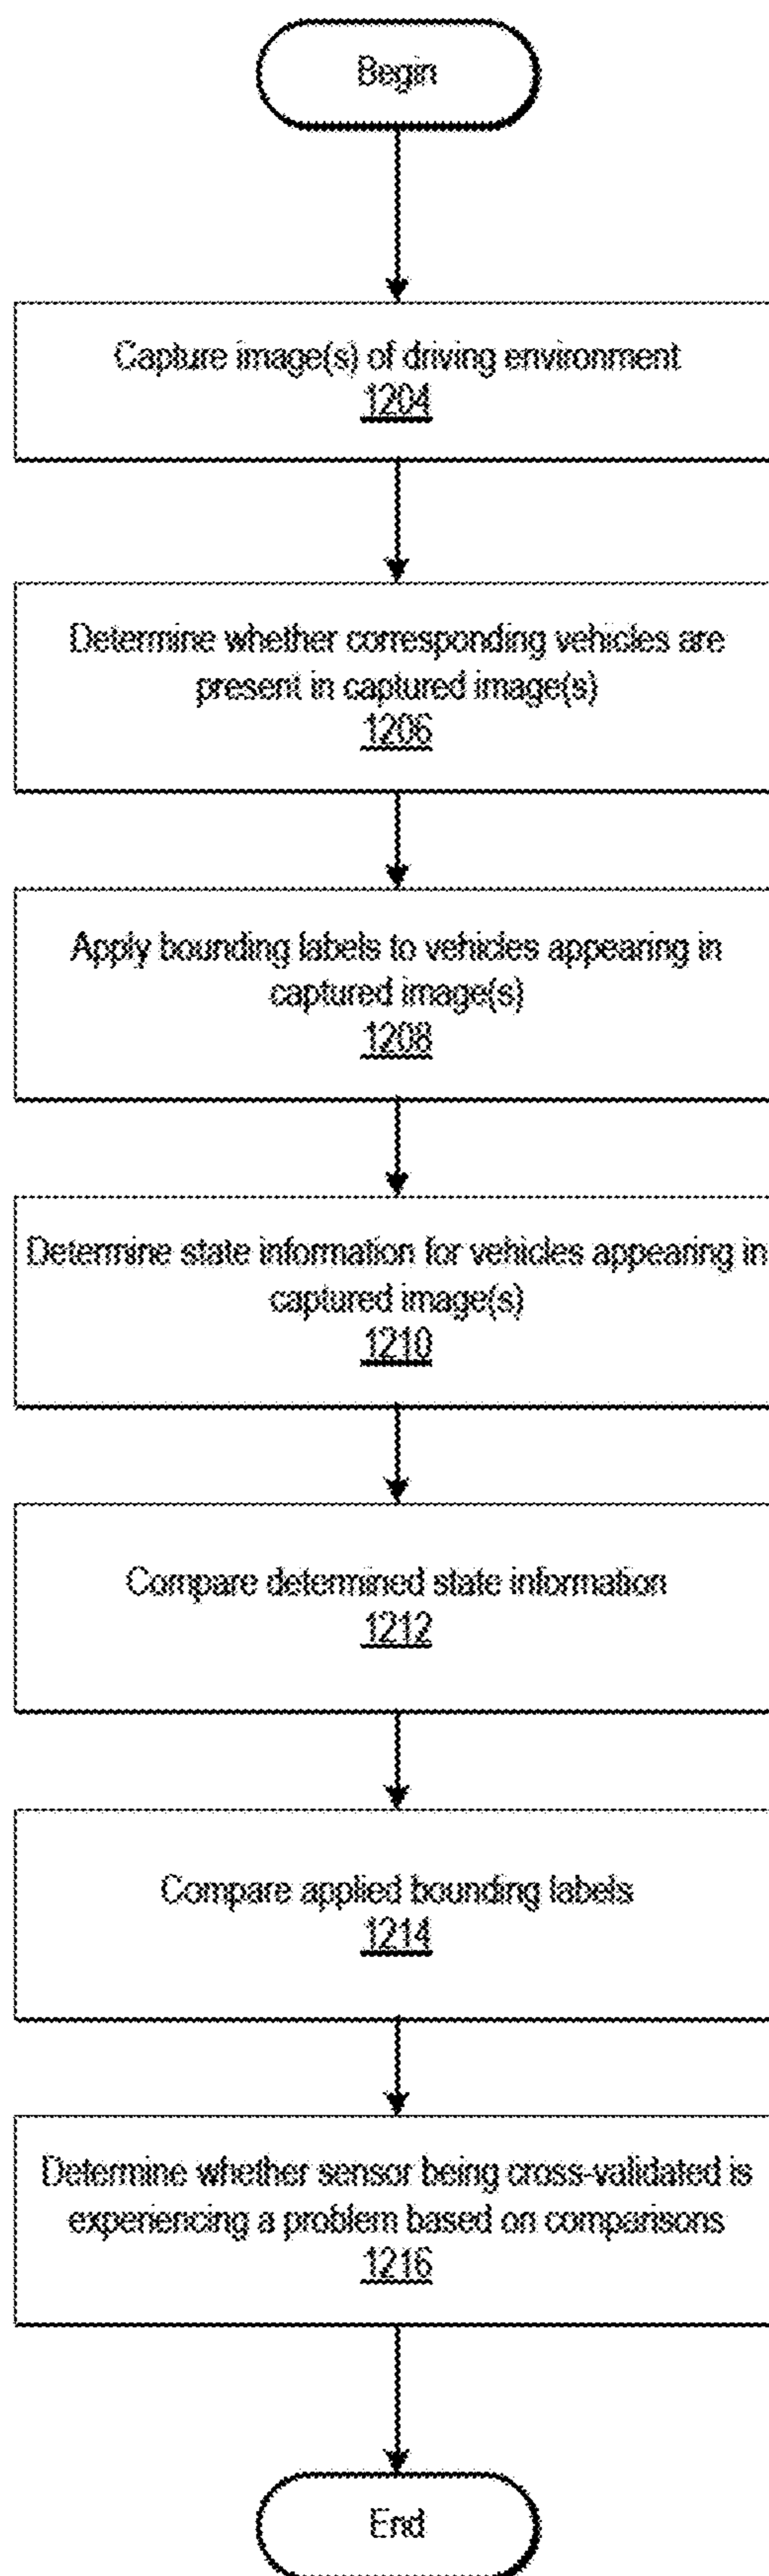 Begin
Capture image(s) of driving environment
1204
Determine whether corresponding vehicles are
present in captured image(s)
1206
Apply bounding labels to vehicles appearing in
captured image(s)
1208
Determine state information for vehicles appearing in
captured image(s)
1210
Compare determined state information
1212
Compare applied bounding labels
1214
Determine whether sensor being cross-validated is
experiencing a problem based on comparisons
1216
End